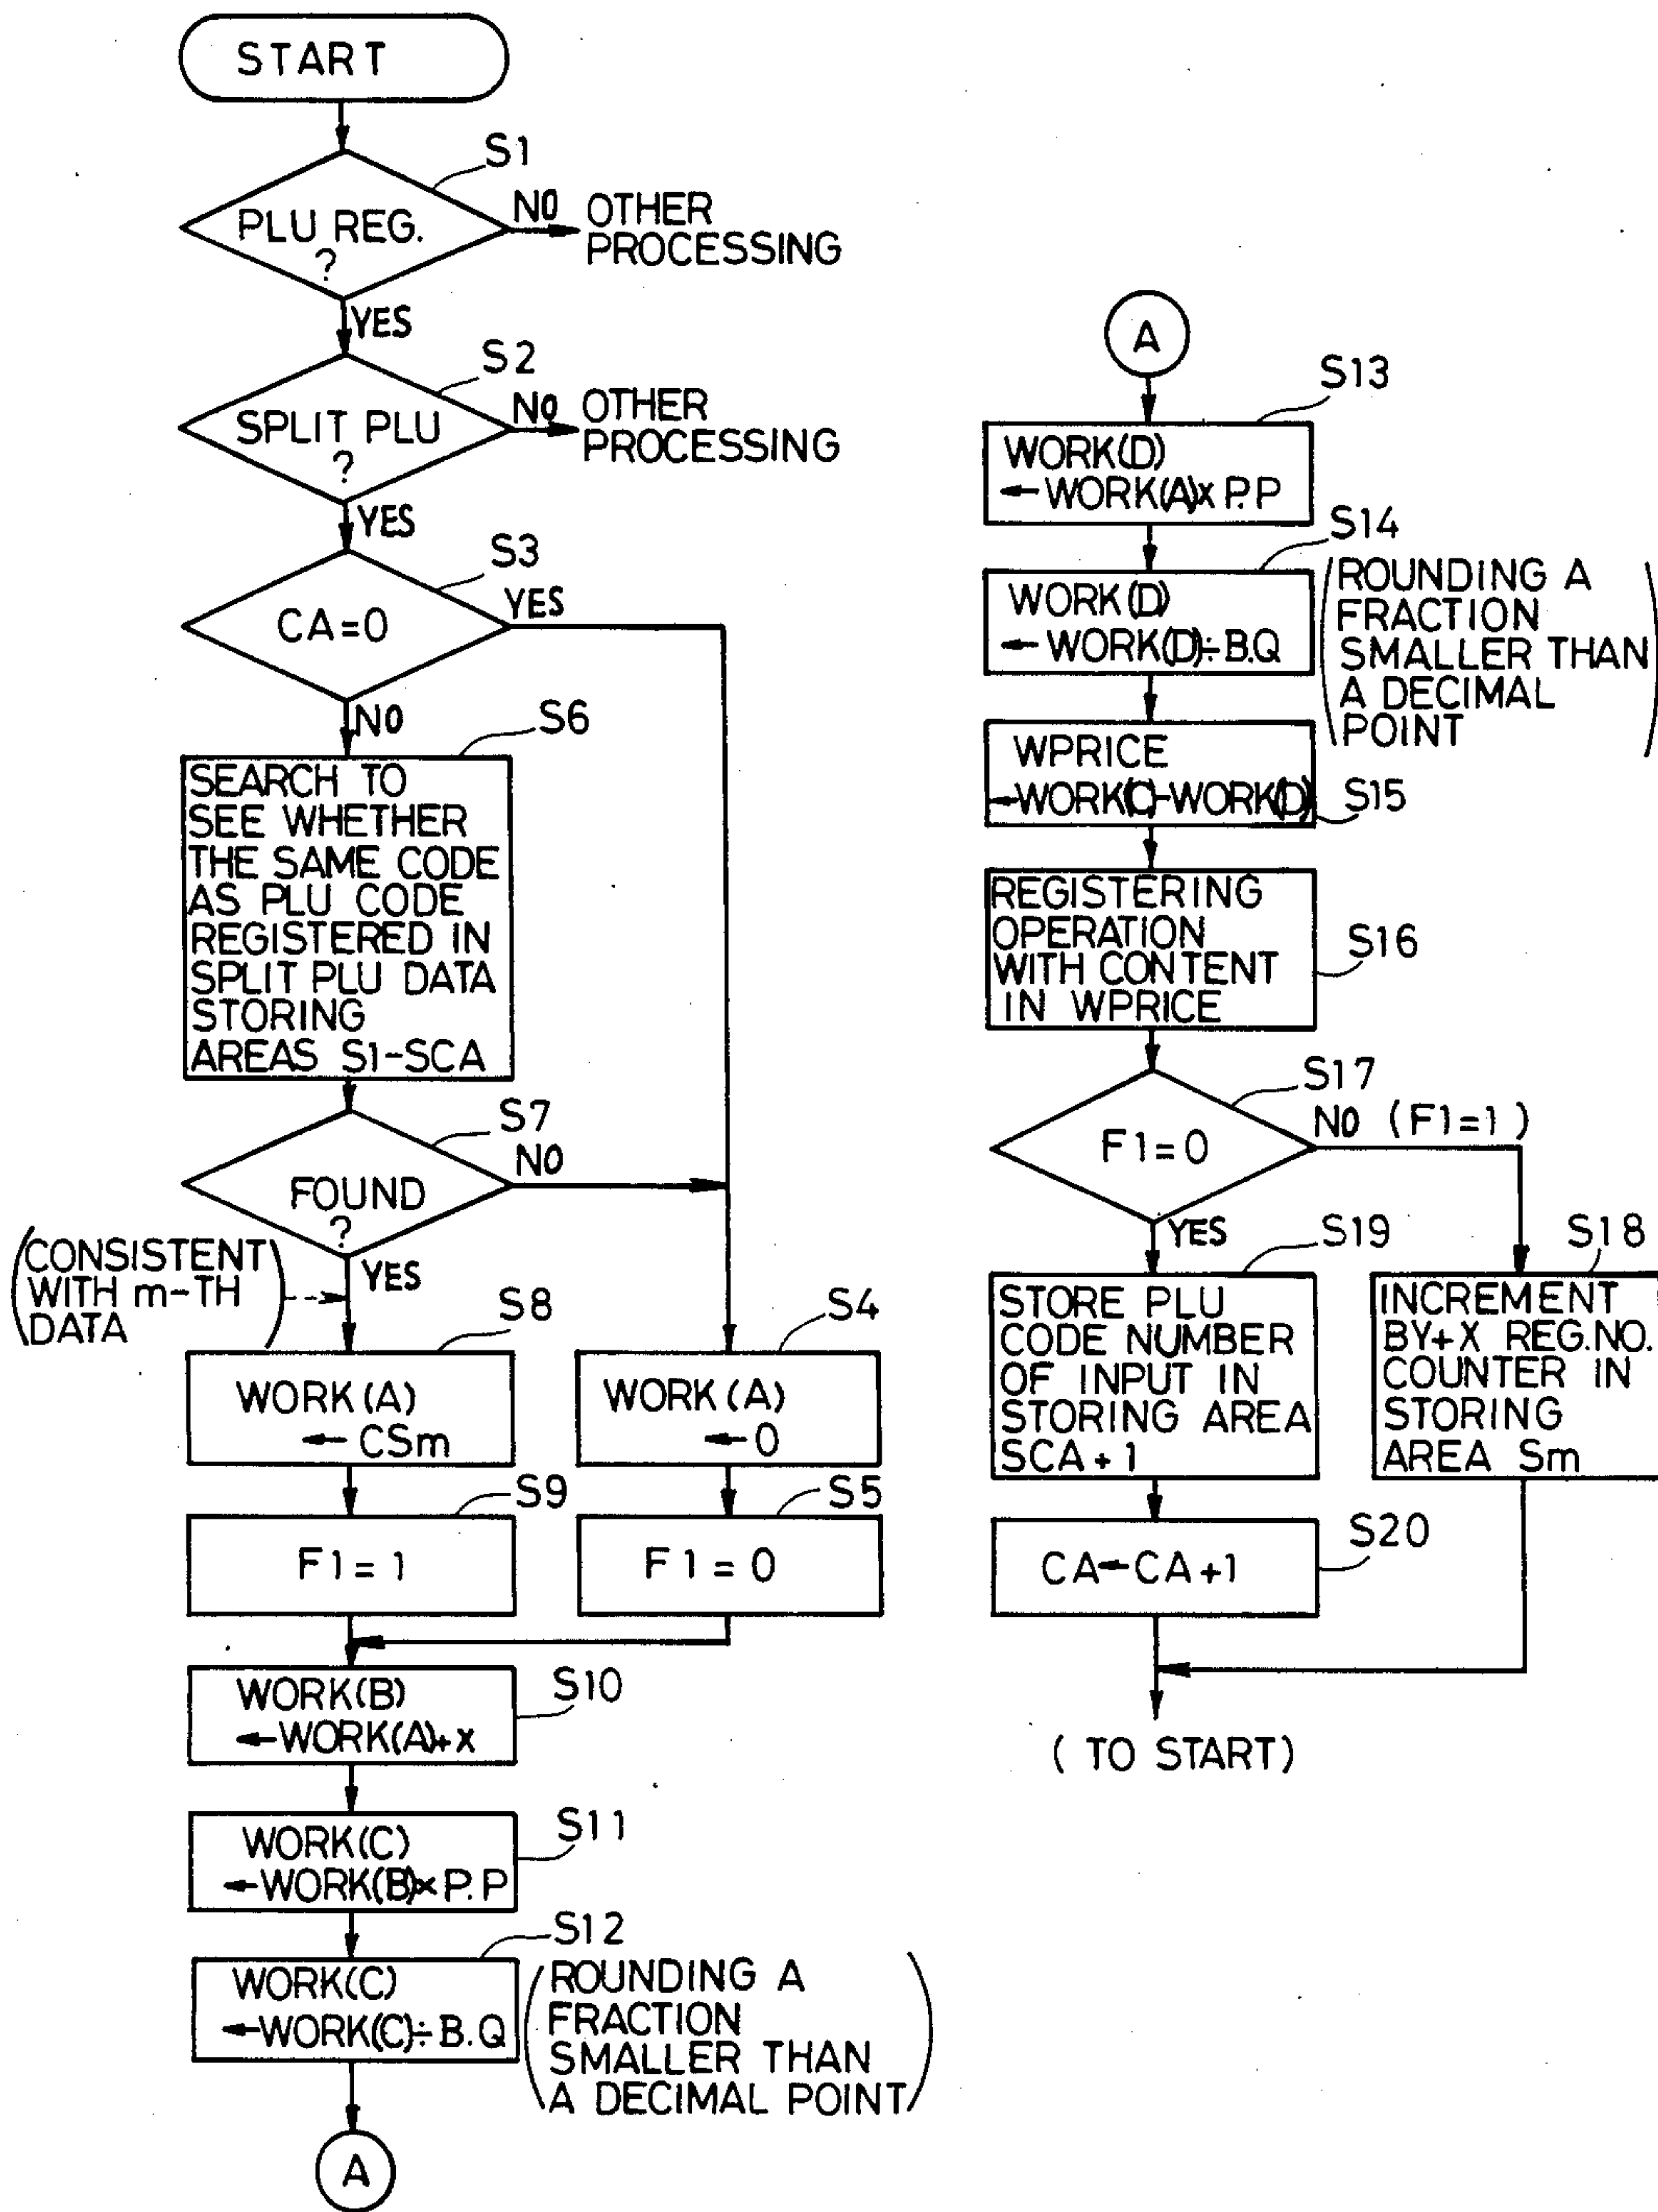 START
S1
PLU REG.
?
NO
OTHER
PROCESSING
YES
S2
SPLIT PLU
?
NO
OTHER
PROCESSING
YES
S3
CA=0
YES
NO
S6
SEARCH TO
SEE WHETHER
THE SAME CODE
AS PLU CODE
REGISTERED IN
SPLIT PLU DATA
STORING
AREAS S1-SCA
S7
FOUND
?
NO
(CONSISTENT
WITH m-TH
DATA)
YES
S8
WORK(A)
← CSm
S4
WORK(A)
← 0
S9
F1 = 1
S5
F1 = 0
S10
WORK(B)
←WORK(A)+x
S11
WORK(C)
←WORK(B)×P.P
S12
WORK(C)
←WORK(C)÷B.Q
(ROUNDING A
FRACTION
SMALLER THAN
A DECIMAL POINT)
A
A
S13
WORK(D)
←WORK(A)x P.P
S14
WORK(D)
←WORK(D)÷B.Q
(ROUNDING A
FRACTION
SMALLER THAN
A DECIMAL
POINT)
WPRICE
←WORK(C)-WORK(D)
S15
REGISTERING
OPERATION
WITH CONTENT
IN WPRICE
S16
S17
F1=0
NO (F1=1)
YES
S19
STORE PLU
CODE NUMBER
OF INPUT IN
STORING AREA
SCA+1
S18
INCREMENT
BY+X REG.NO.
COUNTER IN
STORING
AREA Sm
S20
CA←CA+1
( TO START)